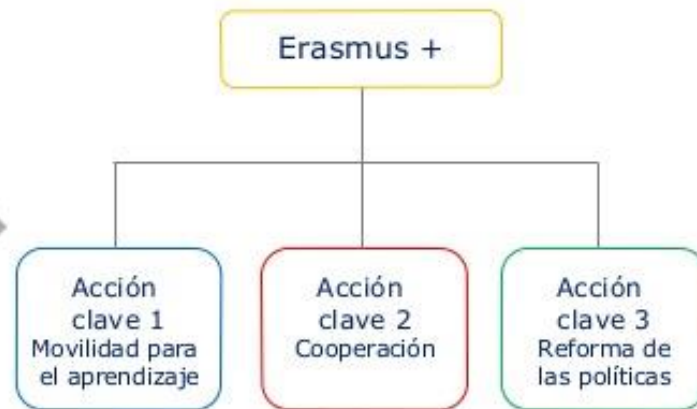 Erasmus +
Acción
clave 1
Movilidad para
el aprendizaje
Acción
clave 2
Cooperación
Acción
clave 3
Reforma de
las políticas